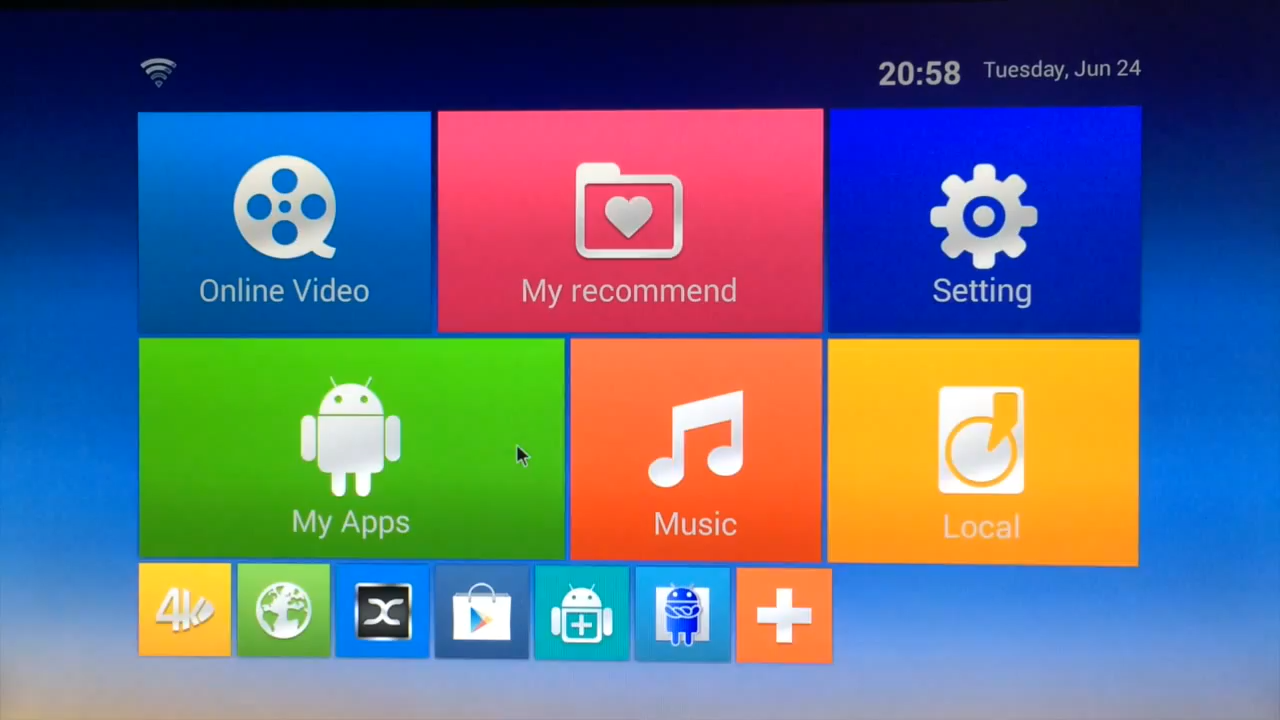 20:58 Tuesday, Jun 24
Online Video
My recommend
Setting
My Apps
Music
Local
4K